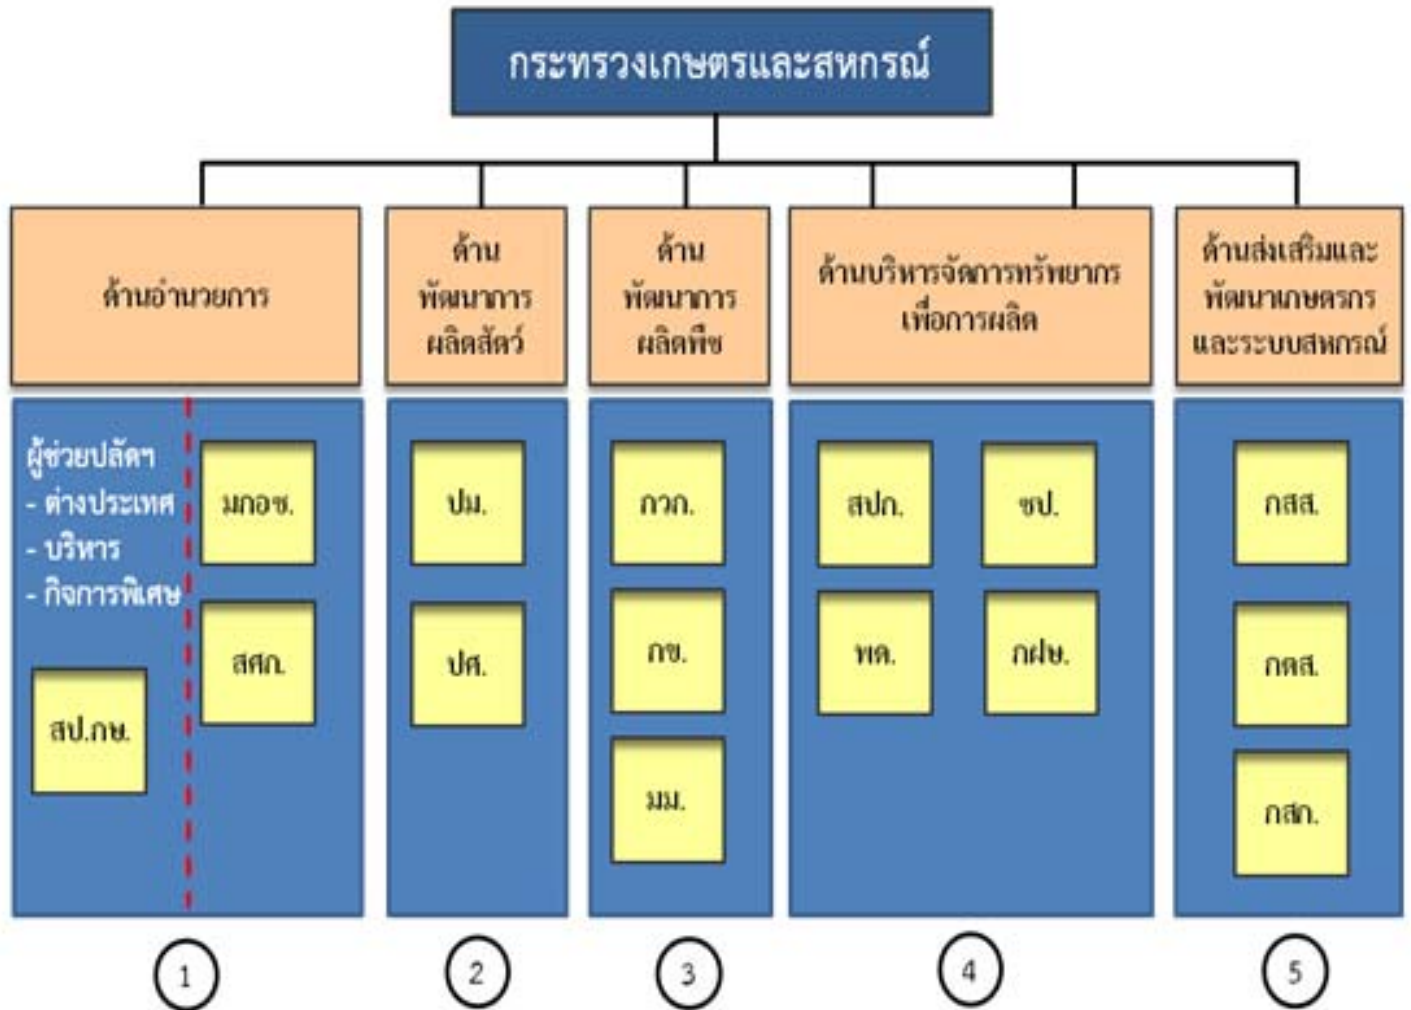 กระทรวงเกษตรและสหกรณ์
ด้านอำนวยการ
ผู้ช่วยปลัดฯ
- ต่างประเทศ
- บริหาร
- กิจการพิเศษ
สป.กษ.
มกอช.
สศก.
1
ด้าน
พัฒนาการ
ผลิตสัตว์
ปม.
ปศ.
2
ด้าน
พัฒนาการ
ผลิตพืช
กวก.
กข.
มม.
3
ด้านบริหารจัดการทรัพยากร
เพื่อการผลิต
สปก.
ชป.
พด.
กฝษ.
4
ด้านส่งเสริมและ
พัฒนาเกษตรกร
และระบบสหกรณ์
กสส.
กตส.
กสก.
5